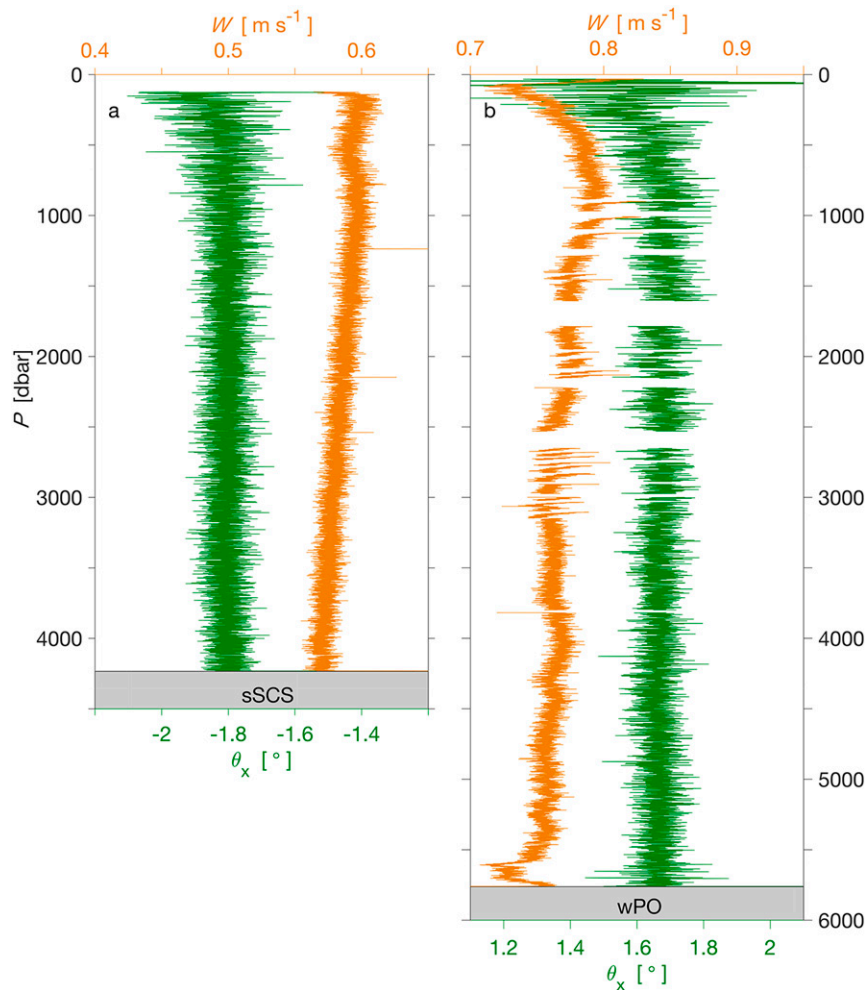 W [ m s⁻¹]
0.4 0.5 0.6
W [ m s⁻¹]
0.7 0.8 0.9
0
1000
2000
3000
4000
P [dbar]
a
b
0
1000
2000
3000
4000
5000
6000
sSCS
-2 -1.8 -1.6 -1.4
θx [ ° ]
wPO
1.2 1.4 1.6 1.8 2
θx [ ° ]